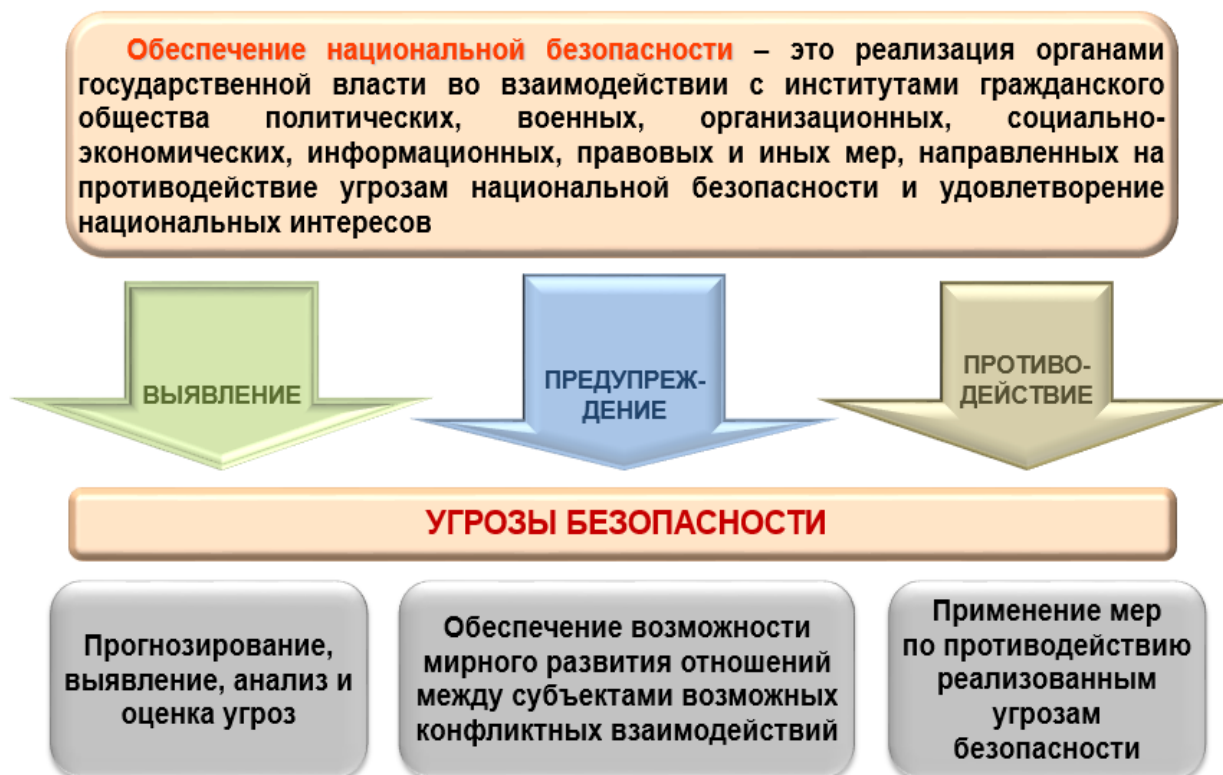 Обеспечение национальной безопасности – это реализация органами
государственной власти во взаимодействии с институтами гражданского
общества политических, военных, организационных, социально-
экономических, информационных, правовых и иных мер, направленных на
противодействие угрозам национальной безопасности и удовлетворение
национальных интересов
ВЫЯВЛЕНИЕ
ПРЕДУПРЕЖ-
ДЕНИЕ
ПРОТИВО-
ДЕЙСТВИЕ
УГРОЗЫ БЕЗОПАСНОСТИ
Прогнозирование,
выявление, анализ и
оценка угроз
Обеспечение возможности
мирного развития отношений
между субъектами возможных
конфликтных взаимодействий
Применение мер
по противодействию
реализованным
угрозам
безопасности